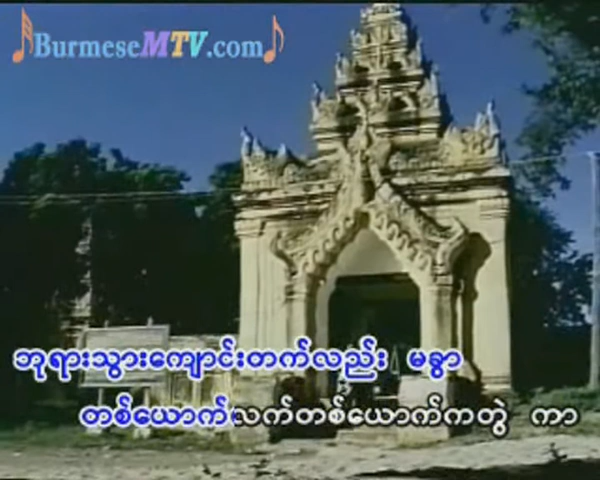 BurmeseMTV.com
ဘုရားသွားကျောင်းတက်လည်း မခွာ
တစ်ယောက်လက်တစ်ယောက်ကတွဲ ကာ